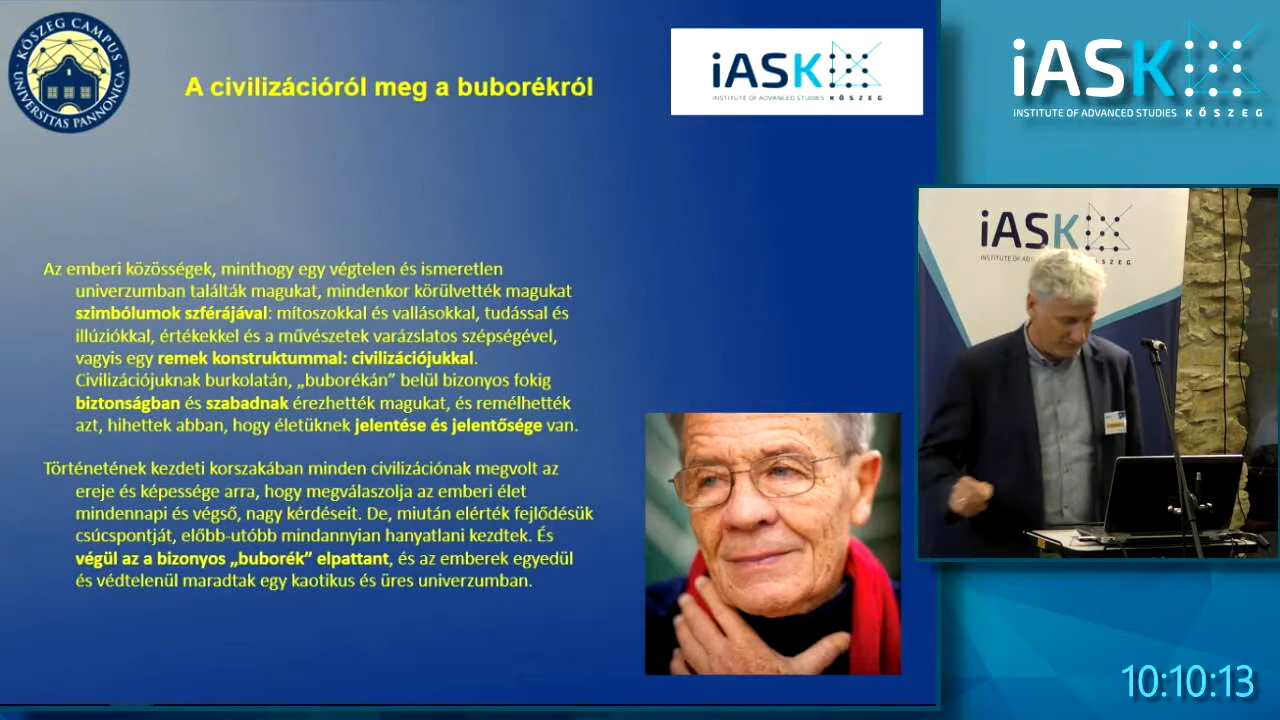 KŐSZEG CAMPUS
UNIVERSITAS PANNONICA
A civilizációról meg a buborékról
iASK
INSTITUTE OF ADVANCED STUDIES KŐSZEG
iASK
INSTITUTE OF ADVANCED STUDIES KŐSZEG
iASK
INSTITUTE OF
Az emberi közösségek, minthogy egy végtelen és ismeretlen
univerzumban találták magukat, mindenkor körülvették magukat
szimbólumok szférájával: mítoszokkal és vallásokkal, tudással és
illúziókkal, értékekkel és a művészetek varázslatos szépségével,
vagyis egy remek konstruktummal: civilizációjukkal.
Civilizációjuknak burkolatán, „buborékán” belül bizonyos fokig
biztonságban és szabadnak érezhették magukat, és remélhették
azt, hihettek abban, hogy életüknek jelentése és jelentősége van.
Történetének kezdeti korszakában minden civilizációnak megvolt az
ereje és képessége arra, hogy megválaszolja az emberi élet
mindennapi és végső, nagy kérdéseit. De, miután elérték fejlődésük
csúcspontját, előbb-utóbb mindannyian hanyatlani kezdtek. És
végül az a bizonyos „buborék” elpattant, és az emberek egyedül
és védtelenül maradtak egy kaotikus és üres univerzumban.
10:10:13